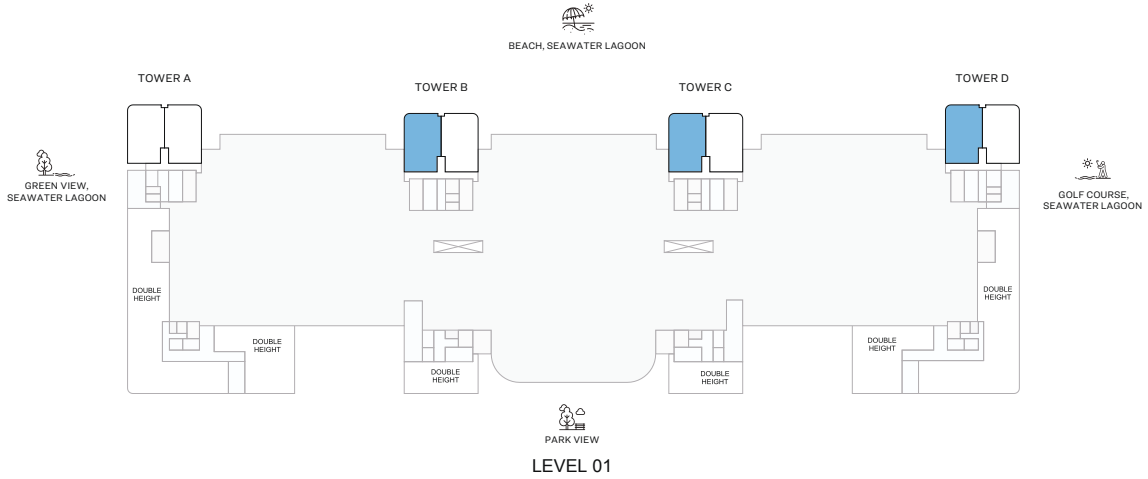 BEACH, SEAWATER LAGOON
TOWER A
TOWER B
TOWER C
TOWER D
GREEN VIEW,
SEAWATER LAGOON
GOLF COURSE,
SEAWATER LAGOON
DOUBLE
HEIGHT
DOUBLE
HEIGHT
DOUBLE
HEIGHT
DOUBLE
HEIGHT
DOUBLE
HEIGHT
DOUBLE
HEIGHT
PARK VIEW
LEVEL 01